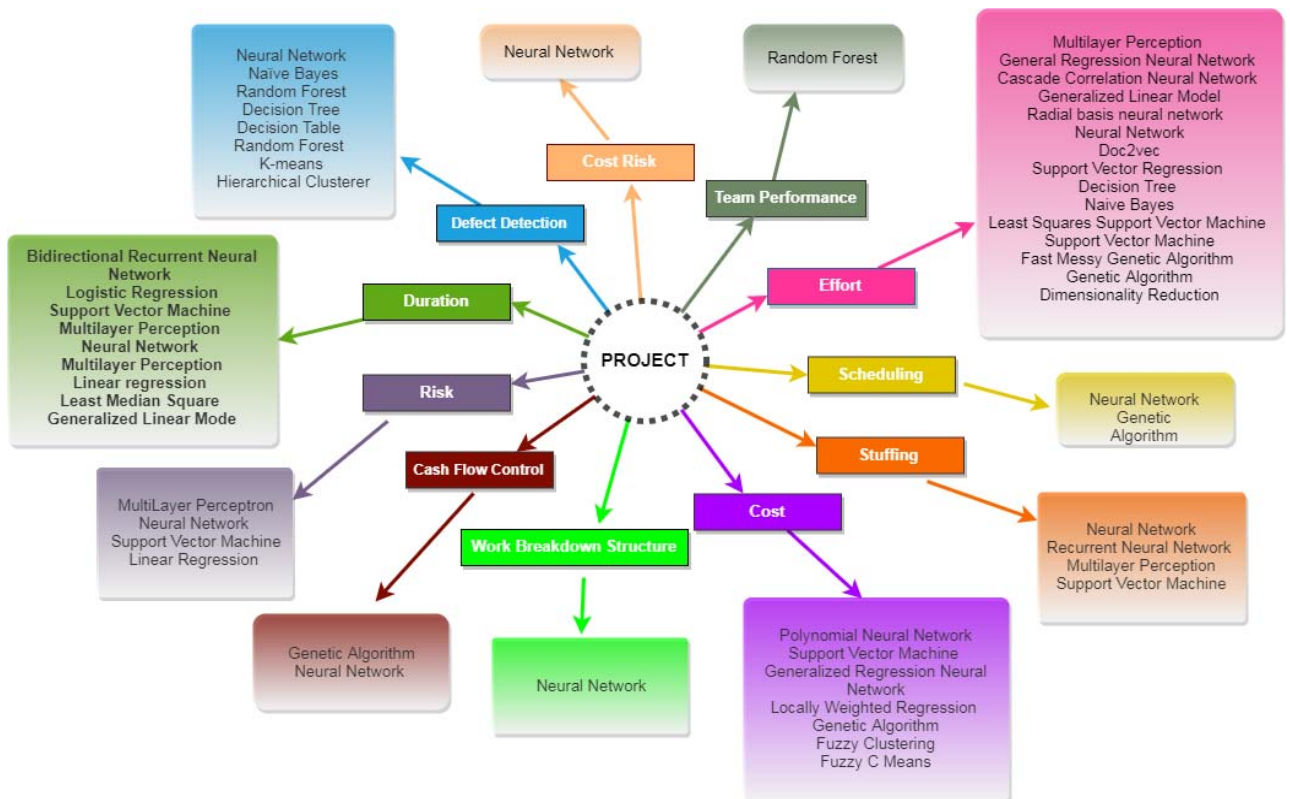 Neural Network
Naïve Bayes
Random Forest
Decision Tree
Decision Table
Random Forest
K-means
Hierarchical Clusterer
Defect Detection
Neural Network
Cost Risk
Random Forest
Team Performance
Multilayer Perception
General Regression Neural Network
Cascade Correlation Neural Network
Generalized Linear Model
Radial basis neural network
Neural Network
Doc2vec
Support Vector Regression
Decision Tree
Naive Bayes
Least Squares Support Vector Machine
Support Vector Machine
Fast Messy Genetic Algorithm
Genetic Algorithm
Dimensionality Reduction
Effort
Bidirectional Recurrent Neural
Network
Logistic Regression
Support Vector Machine
Multilayer Perception
Neural Network
Multilayer Perception
Linear regression
Least Median Square
Generalized Linear Mode
Duration
PROJECT
Scheduling
Neural Network
Genetic
Algorithm
Risk
MultiLayer Perceptron
Neural Network
Support Vector Machine
Linear Regression
Stuffing
Neural Network
Recurrent Neural Network
Multilayer Perception
Support Vector Machine
Cash Flow Control
Genetic Algorithm
Neural Network
Work Breakdown Structure
Neural Network
Cost
Polynomial Neural Network
Support Vector Machine
Generalized Regression Neural
Network
Locally Weighted Regression
Genetic Algorithm
Fuzzy Clustering
Fuzzy C Means